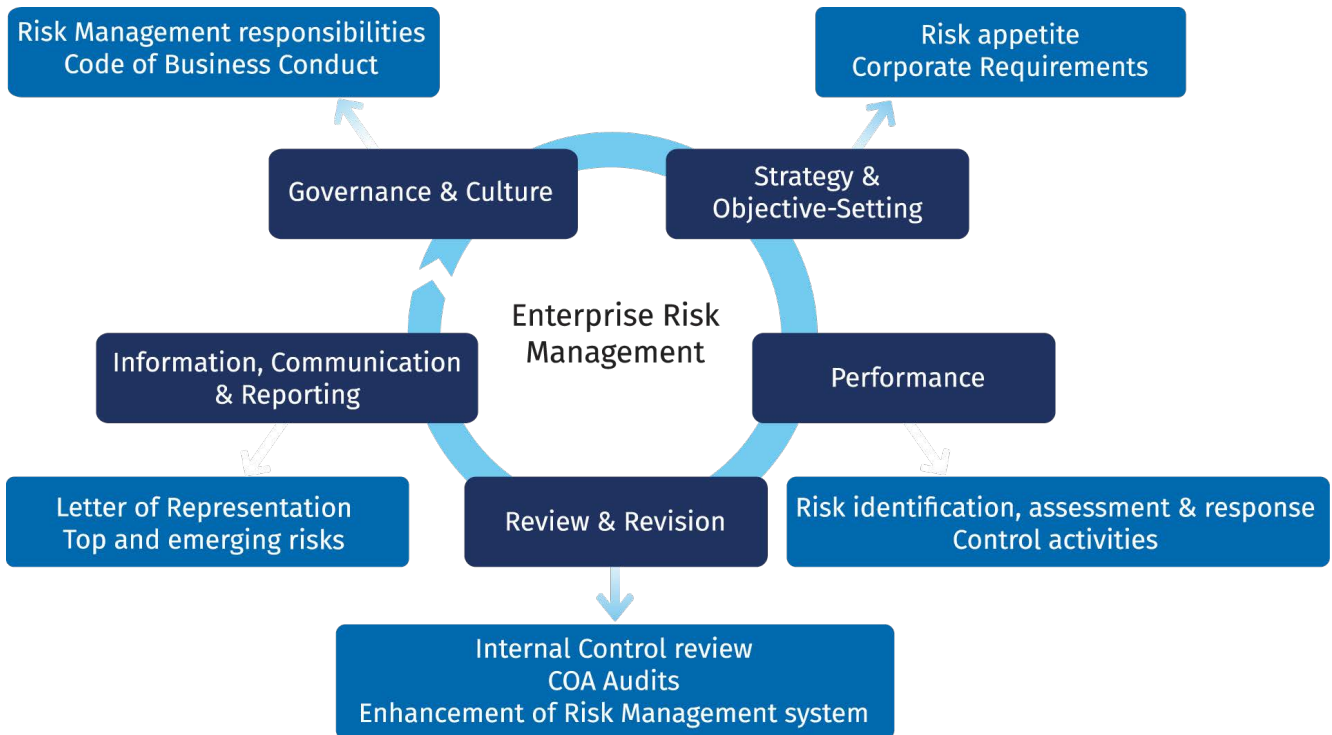 Risk Management responsibilities
Code of Business Conduct
Risk appetite
Corporate Requirements
Governance & Culture
Strategy &
Objective-Setting
Enterprise Risk
Management
Information, Communication
& Reporting
Performance
Letter of Representation
Top and emerging risks
Review & Revision
Risk identification, assessment & response
Control activities
Internal Control review
COA Audits
Enhancement of Risk Management system